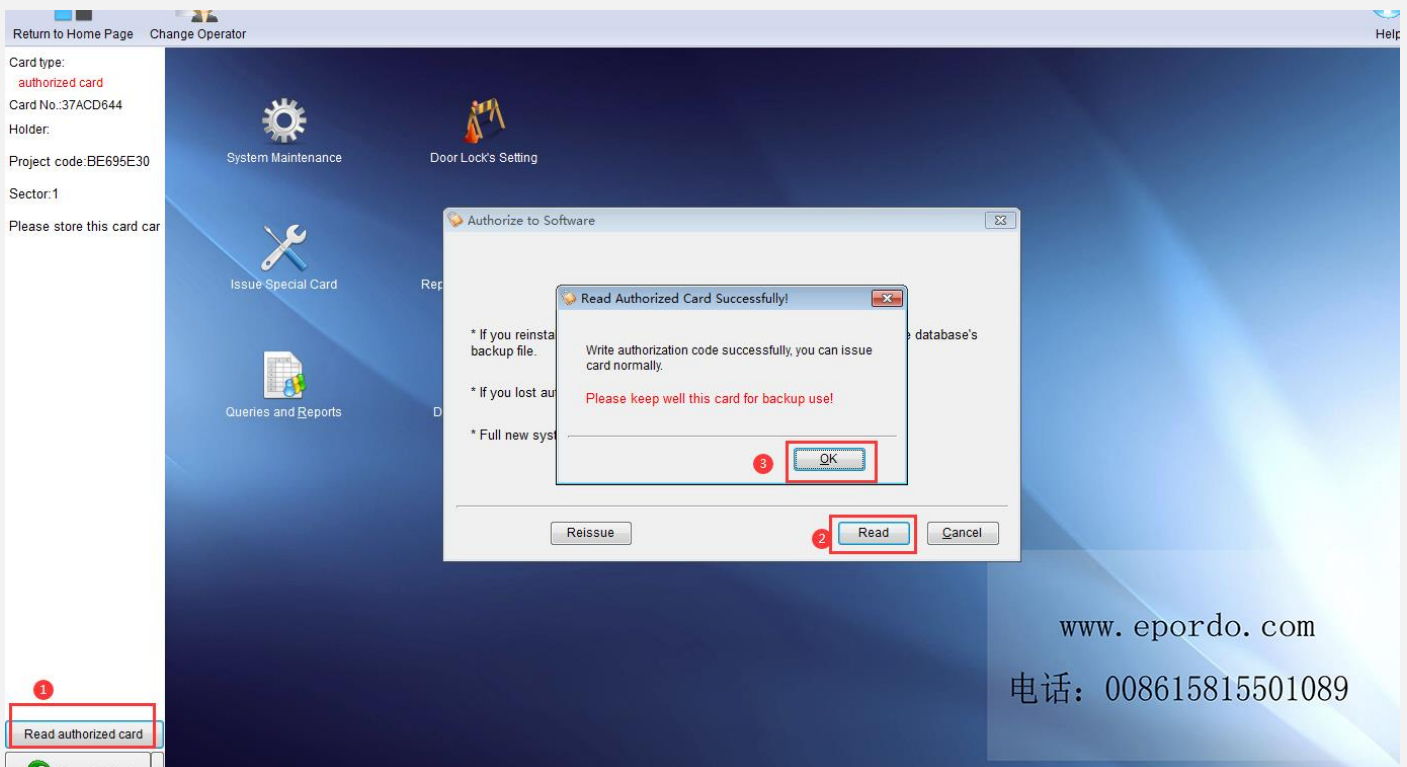 Return to Home Page Change Operator
Help
Card type:
authorized card
Card No.:37ACD644
Holder:
Project code:BE695E30
Sector:1
Please store this card car
System Maintenance
Door Lock's Setting
Issue Special Card
Rep
Queries and Reports
D
Authorize to Software
* If you reinsta
e database's
backup file.
* If you lost au
* Full new syst
Read Authorized Card Successfully!
Write authorization code successfully, you can issue
card normally.
Please keep well this card for backup use!
3
OK
Reissue
2
Read
Cancel
www. epordo. com
电话: 008615815501089
1
Read authorized card